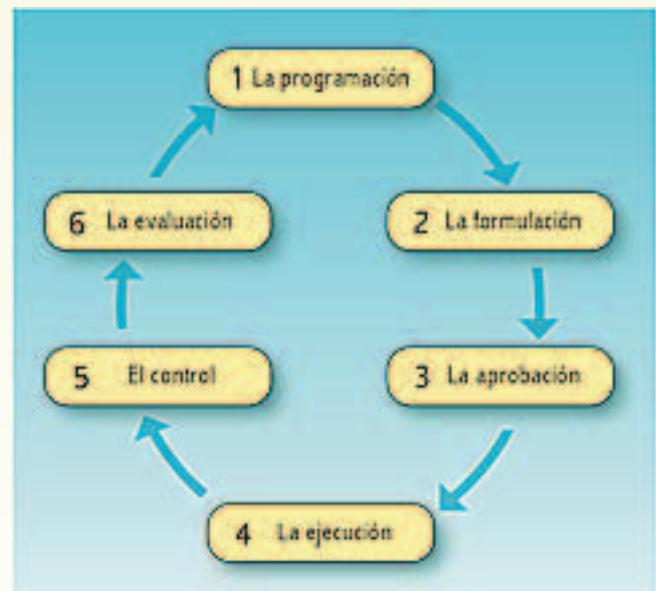 1 La programación
2 La formulación
3 La aprobación
4 La ejecución
5 El control
6 La evaluación